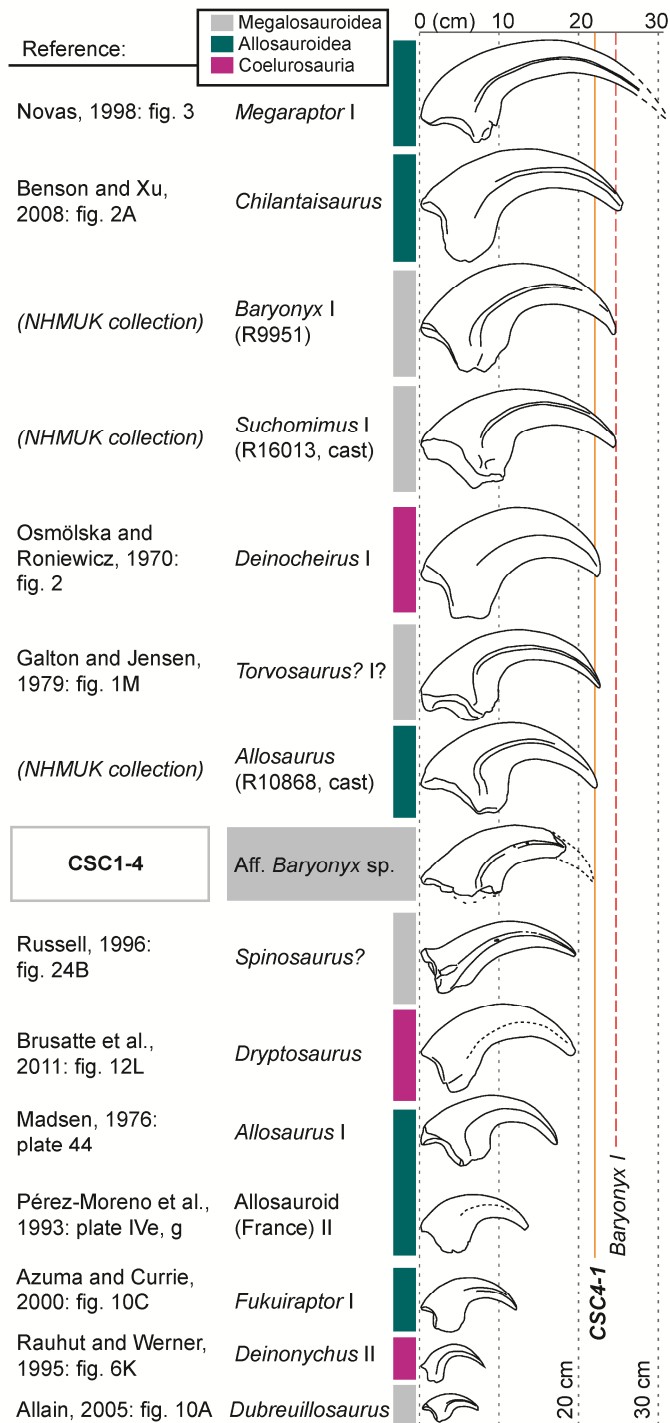 Reference:
Megalosauroidea
Allosauroidea
Coelurosauria
0 (cm) 10 20 30
Novas, 1998: fig. 3
Megaraptor I
Benson and Xu,
2008: fig. 2A
Chilantaisaurus
(NHMUK collection)
Baryonyx I
(R9951)
(NHMUK collection)
Suchomimus I
(R16013, cast)
Osmölska and
Roniewicz, 1970:
fig. 2
Deinocheirus I
Galton and Jensen,
1979: fig. 1M
Torvosaurus? I?
(NHMUK collection)
Allosaurus
(R10868, cast)
CSC1-4
Aff. Baryonyx sp.
Russell, 1996:
fig. 24B
Spinosaurus?
Brusatte et al.,
2011: fig. 12L
Dryptosaurus
Madsen, 1976:
plate 44
Allosaurus I
Pérez-Moreno et al.,
1993: plate IVe, g
Allosauroid
(France) II
Azuma and Currie,
2000: fig. 10C
Fukuiraptor I
Rauhut and Werner,
1995: fig. 6K
Deinonychus II
Allain, 2005: fig. 10A
Dubreuillosaurus
20 cm
CSC4-1
Baryonyx I
30 cm